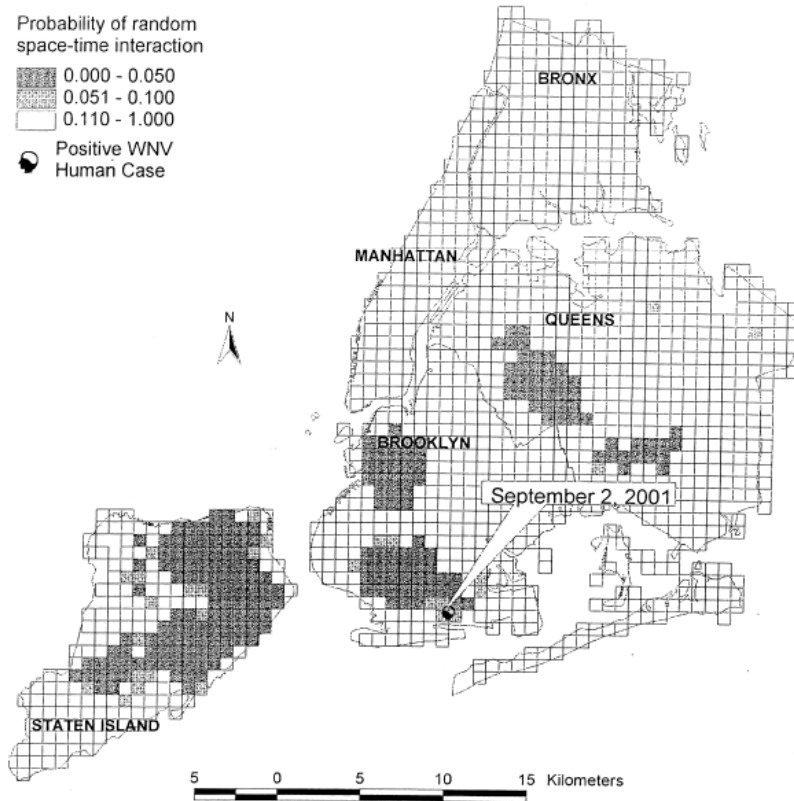 Probability of random
space-time interaction
0.000 - 0.050
0.051 - 0.100
0.110 - 1.000
Positive WNV
Human Case
BRONX
MANHATTAN
N
QUEENS
BROOKLYN
September 2, 2001
STATEN ISLAND
5 0 5 10 15 Kilometers